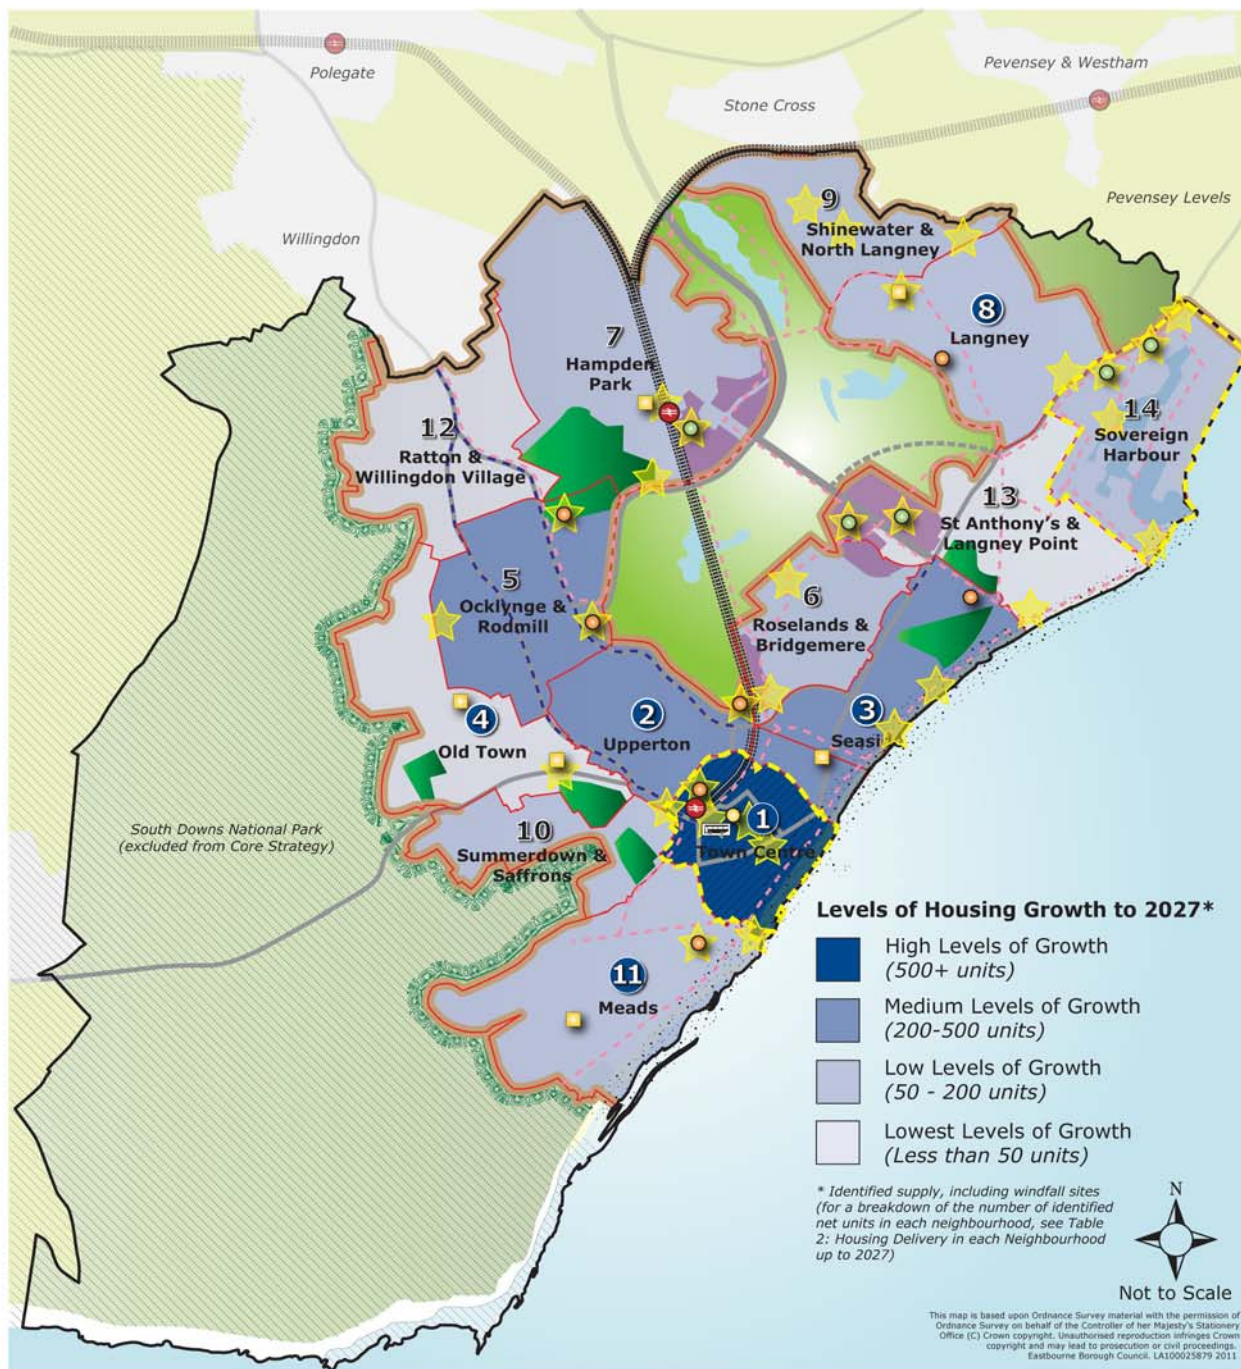 Polegate
Pevensey & Westham
Stone Cross
Pevensey Levels
Willingdon
9
Shinewater &
North Langney
8
Langney
7
Hampden
Park
14
Sovereign
Harbour
12
Ratton &
Willingdon Village
13
St Anthony's &
Langney Point
5
Ocklynge &
Rodmill
6
Roselands &
Bridgemere
4
Old Town
2
Upperton
3
Seasi
South Downs National Park
(excluded from Core Strategy)
10
Summerdown &
Saffrons
1
Town Centre
11
Meads
Levels of Housing Growth to 2027*
High Levels of Growth
(500+ units)
Medium Levels of Growth
(200-500 units)
Low Levels of Growth
(50 - 200 units)
Lowest Levels of Growth
(Less than 50 units)
* Identified supply, including windfall sites
(for a breakdown of the number of identified
net units in each neighbourhood, see Table
2: Housing Delivery in each Neighbourhood
up to 2027)
N
Not to Scale
This map is based upon Ordnance Survey material with the permission of
Ordnance Survey on behalf of the Controller of her Majesty's Stationery
Office (C) Crown copyright. Unauthorised reproduction infringes Crown
copyright and may lead to prosecution or civil proceedings.
Eastbourne Borough Council. LA100025879 2011